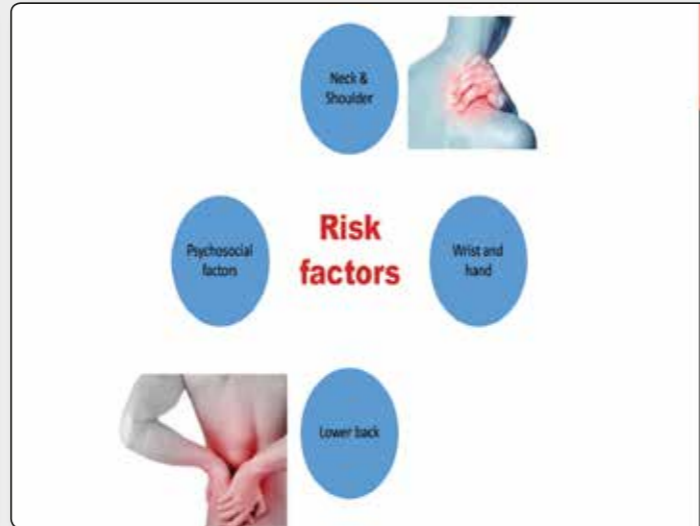 Neck &
Shoulder
Psychosocial
factors
Risk
factors
Wrist and
hand
Lower back